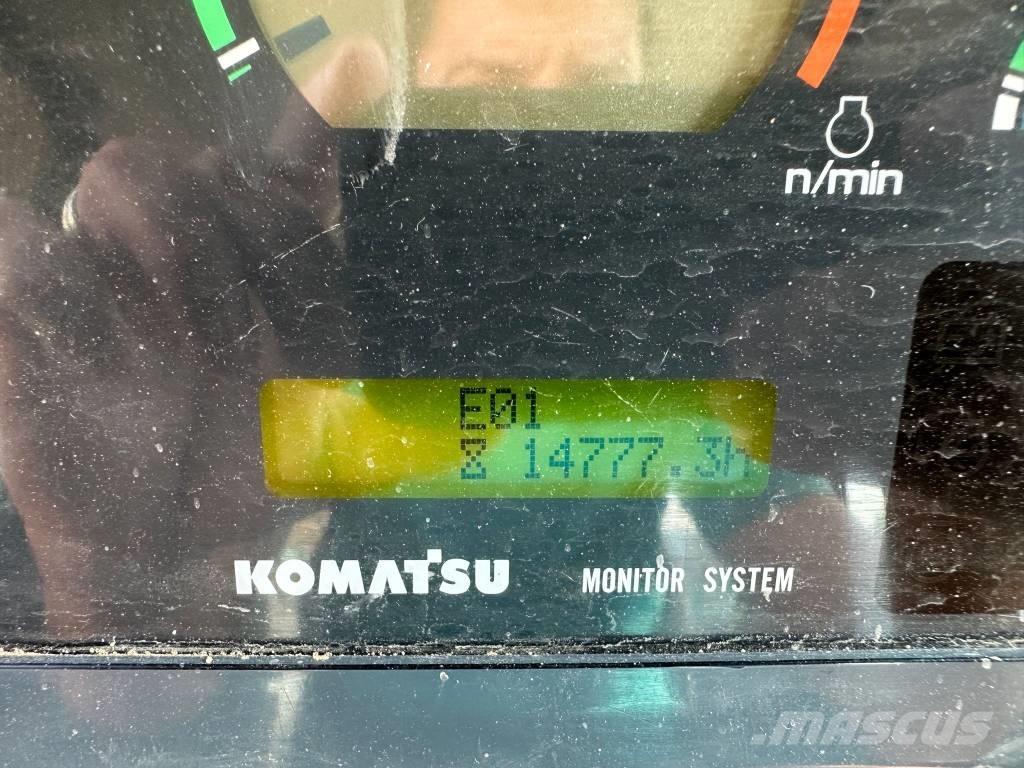 n/min
E01
⌛ 14777.3h
KOMATSU MONITOR SYSTEM
MASCUS